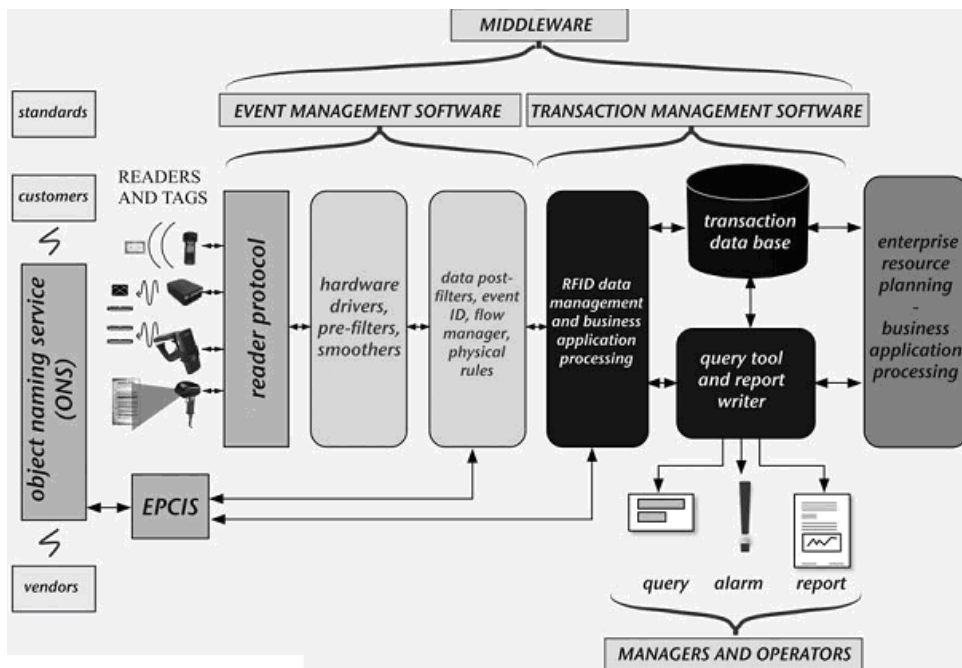 MIDDLEWARE
EVENT MANAGEMENT SOFTWARE
TRANSACTION MANAGEMENT SOFTWARE
standards
customers
READERS
AND TAGS
object naming service
(ONS)
vendors
reader protocol
hardware
drivers,
pre-filters,
smoothers
data post-
filters, event
ID, flow
manager,
physical
rules
RFID data
management
and business
application
processing
transaction
data base
query tool
and report
writer
enterprise
resource
planning
-
business
application
processing
EPCIS
query
alarm
report
MANAGERS AND OPERATORS